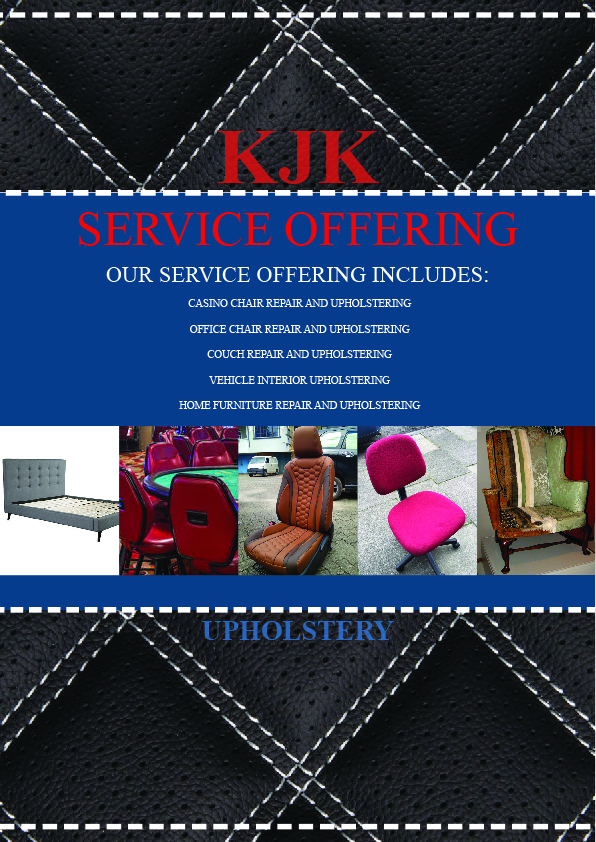 KJK
SERVICE OFFERING
OUR SERVICE OFFERING INCLUDES:
CASINO CHAIR REPAIR AND UPHOLSTERING
OFFICE CHAIR REPAIR AND UPHOLSTERING
COUCH REPAIR AND UPHOLSTERING
VEHICLE INTERIOR UPHOLSTERING
HOME FURNITURE REPAIR AND UPHOLSTERING
UPHOLSTERY